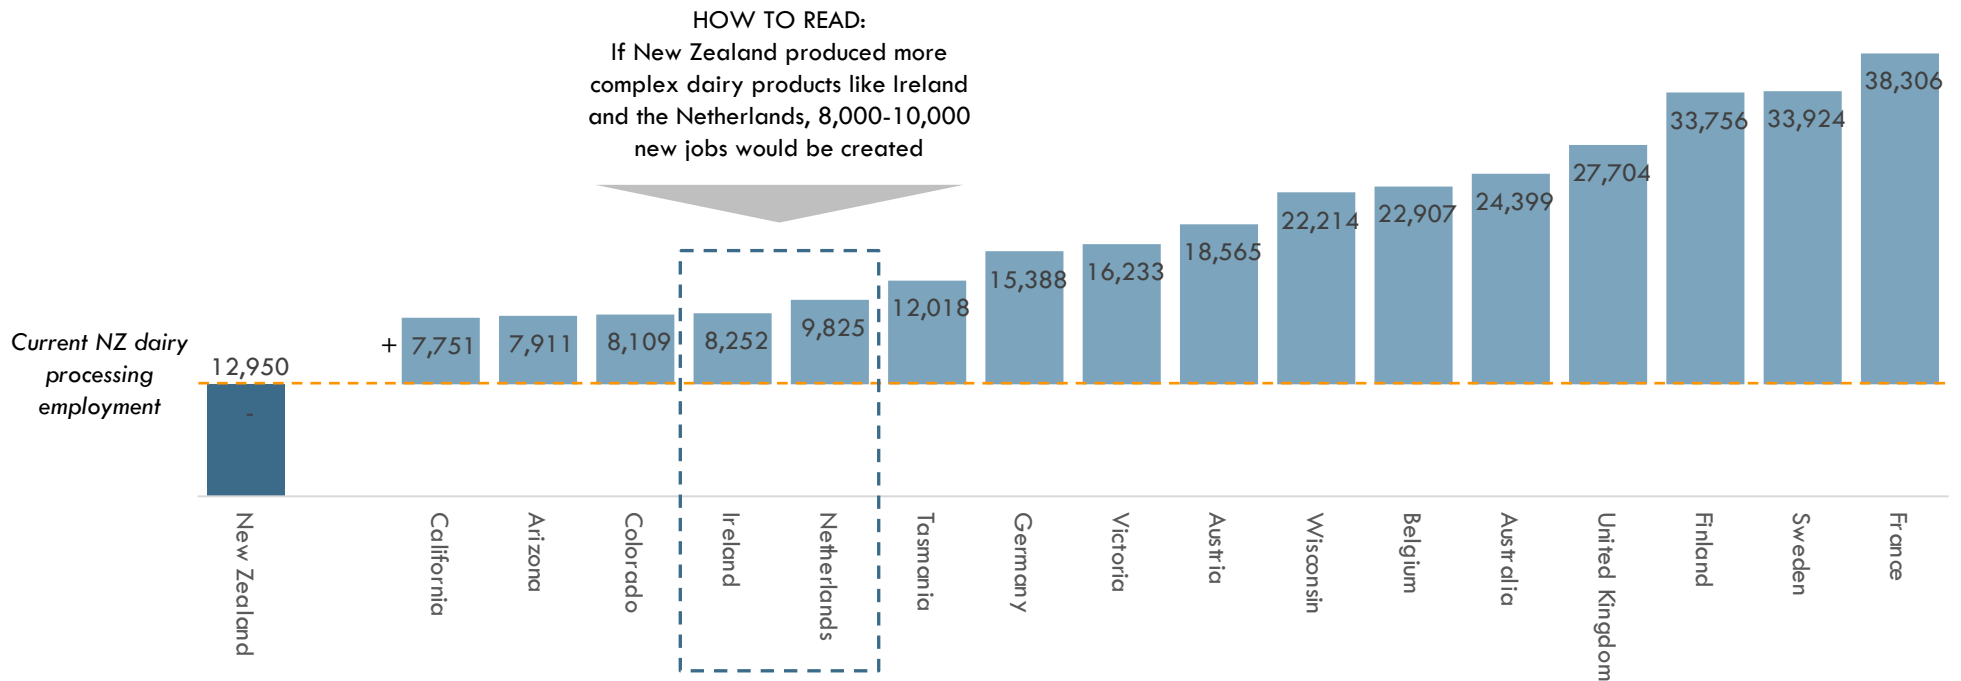 HOW TO READ:
If New Zealand produced more
complex dairy products like Ireland
and the Netherlands, 8,000-10,000
new jobs would be created
Current NZ dairy
processing
employment
12,950
-
+
7,751
7,911
8,109
8,252
9,825
12,018
15,388
16,233
18,565
22,214
22,907
24,399
27,704
33,756
33,924
38,306
New Zealand
California
Arizona
Colorado
Ireland
Netherlands
Tasmania
Germany
Victoria
Austria
Wisconsin
Belgium
Australia
United Kingdom
Finland
Sweden
France